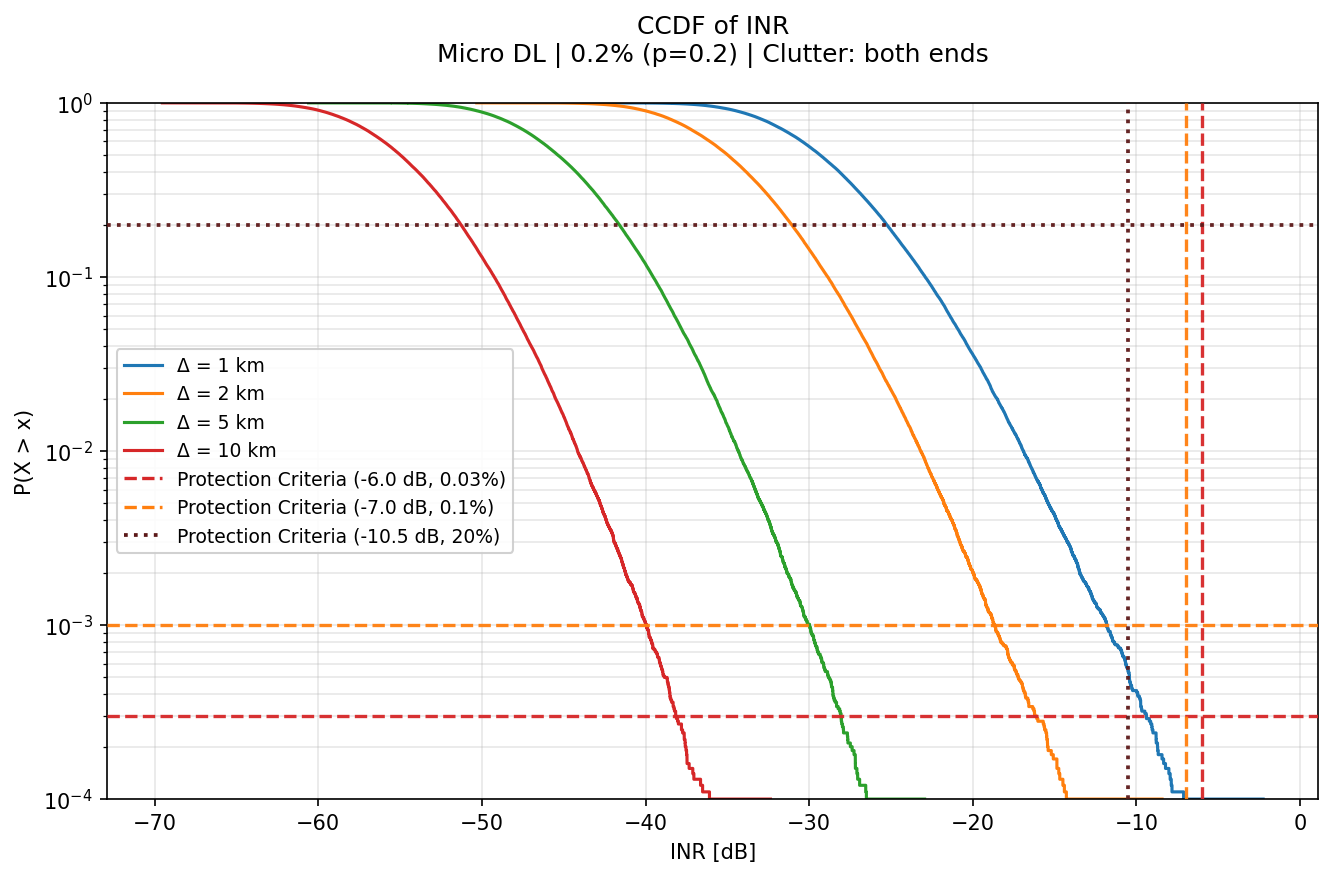 CCDF of INR
Micro DL | 0.2% (p=0.2) | Clutter: both ends
P(X > x)
10⁰
10⁻¹
10⁻²
10⁻³
10⁻⁴
Δ = 1 km
Δ = 2 km
Δ = 5 km
Δ = 10 km
Protection Criteria (-6.0 dB, 0.03%)
Protection Criteria (-7.0 dB, 0.1%)
Protection Criteria (-10.5 dB, 20%)
−70 −60 −50 −40 −30 −20 −10 0
INR [dB]